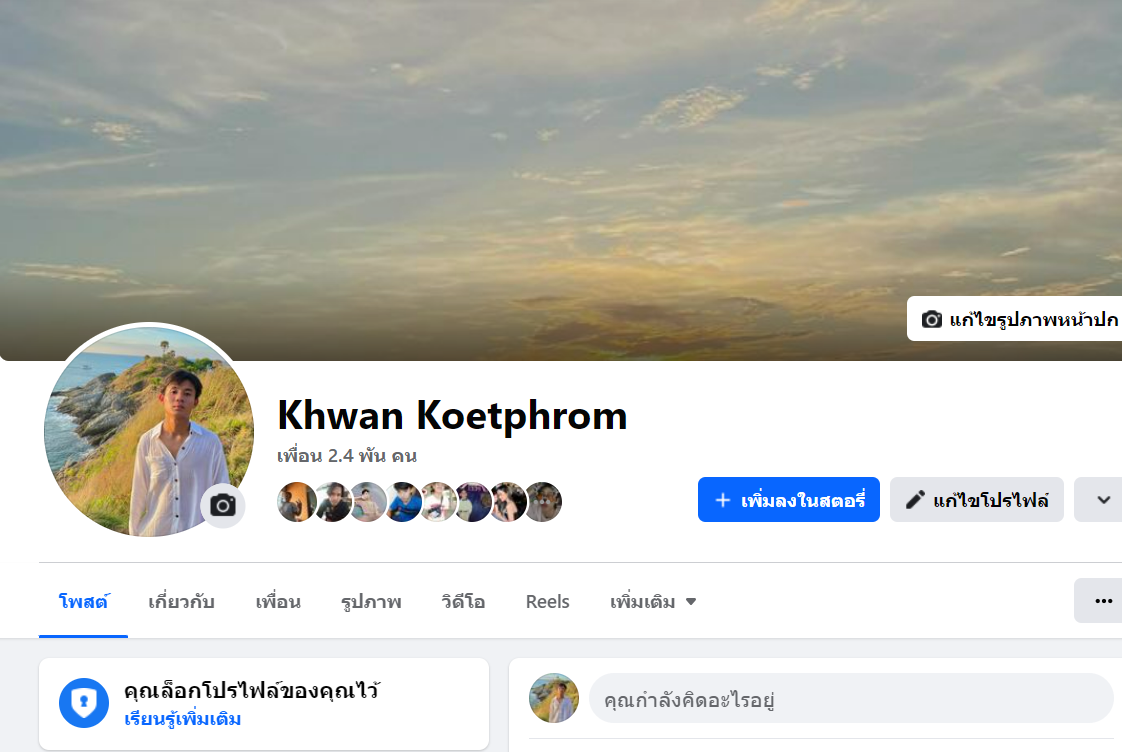 แก้ไขรูปภาพหน้าปก
Khwan Koetphrom
เพื่อน 2.4 พัน คน
+ เพิ่มลงในสตอรี่
แก้ไขโปรไฟล์
โพสต์ เกี่ยวกับ เพื่อน รูปภาพ วิดีโอ Reels เพิ่มเติม
คุณล็อกโปรไฟล์ของคุณไว้
เรียนรู้เพิ่มเติม
คุณกำลังคิดอะไรอยู่